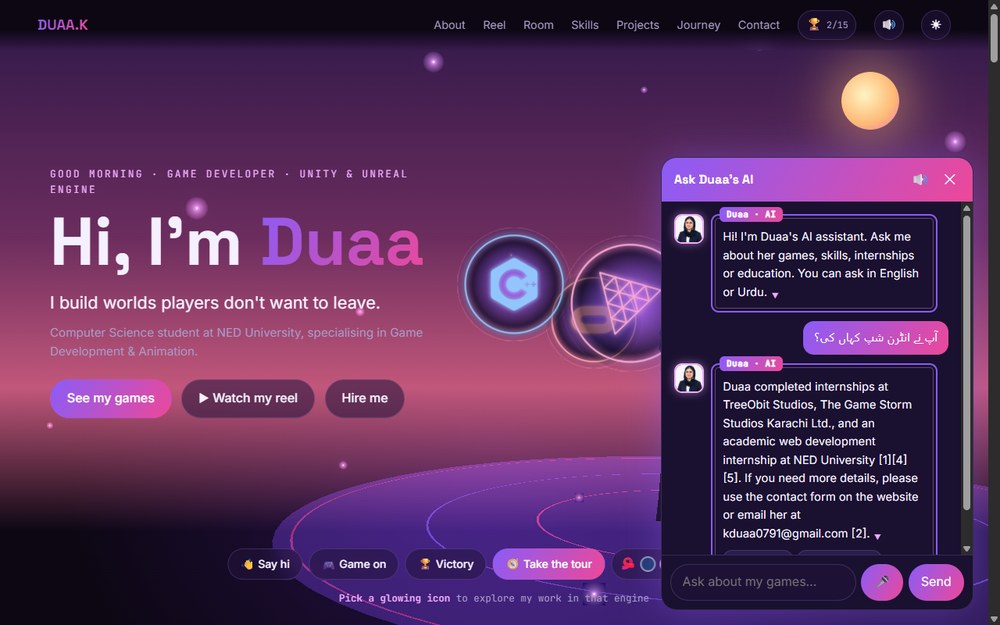 DUAA.K
About Reel Room Skills Projects Journey Contact 2/15
GOOD MORNING · GAME DEVELOPER · UNITY & UNREAL
ENGINE
Hi, I'm Duaa
I build worlds players don't want to leave.
Computer Science student at NED University, specialising in Game
Development & Animation.
See my games
▶ Watch my reel
Hire me
👋 Say hi
🎮 Game on
🏆 Victory
🧭 Take the tour
Pick a glowing icon to explore my work in that engine
Ask Duaa's AI
Duaa · AI
Hi! I'm Duaa's AI assistant. Ask me
about her games, skills, internships
or education. You can ask in English
or Urdu.
آپ نے انٹرن شپ کہاں کی؟
Duaa · AI
Duaa completed internships at
TreeObit Studios, The Game Storm
Studios Karachi Ltd., and an
academic web development
internship at NED University [1][4]
[5]. If you need more details, please
use the contact form on the website
or email her at
kduaa0791@gmail.com [2].
Ask about my games...
Send